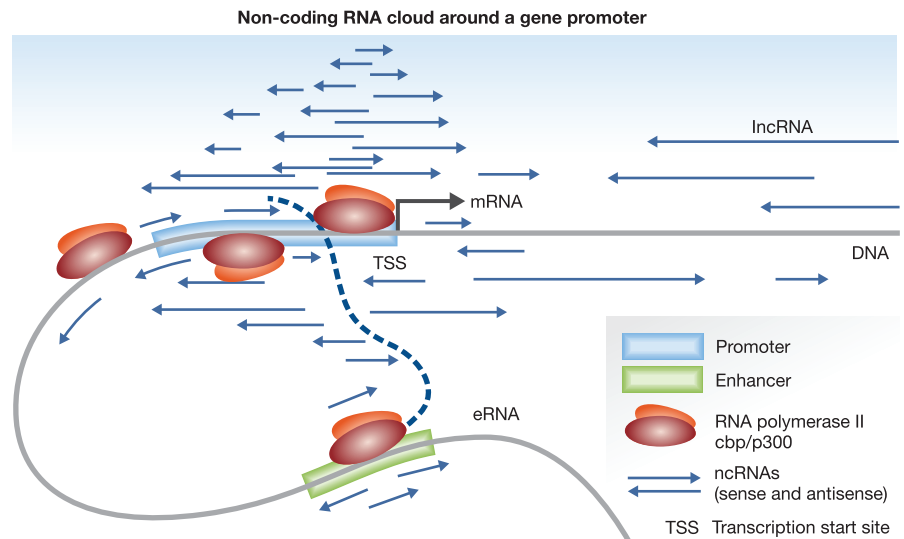 Non-coding RNA cloud around a gene promoter
lncRNA
mRNA
TSS
DNA
eRNA
Promoter
Enhancer
RNA polymerase II
cbp/p300
ncRNAs
(sense and antisense)
TSS Transcription start site